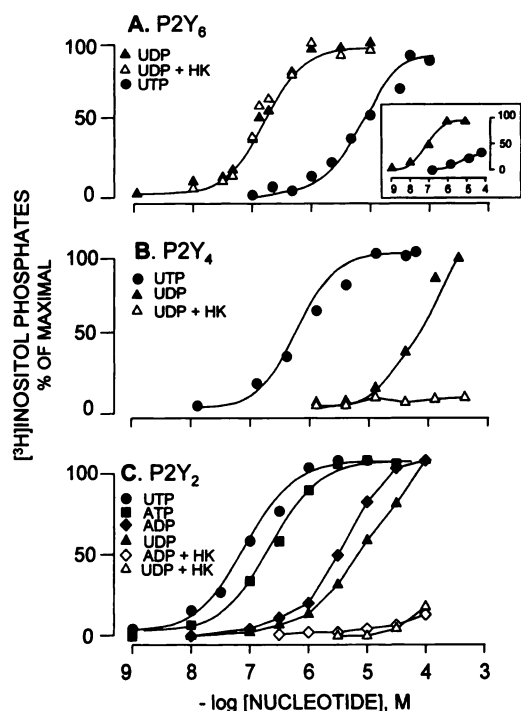 A. P2Y6
UDP
UDP + HK
UTP
100
50
0
100
50
0
9 8 7 6 5 4
[³H]INOSITOL PHOSPHATES
% OF MAXIMAL
B. P2Y4
UTP
UDP
UDP + HK
100
50
0
C. P2Y2
UTP
ATP
ADP
UDP
ADP + HK
UDP + HK
100
50
0
9 8 7 6 5 4 3
- log [NUCLEOTIDE], M